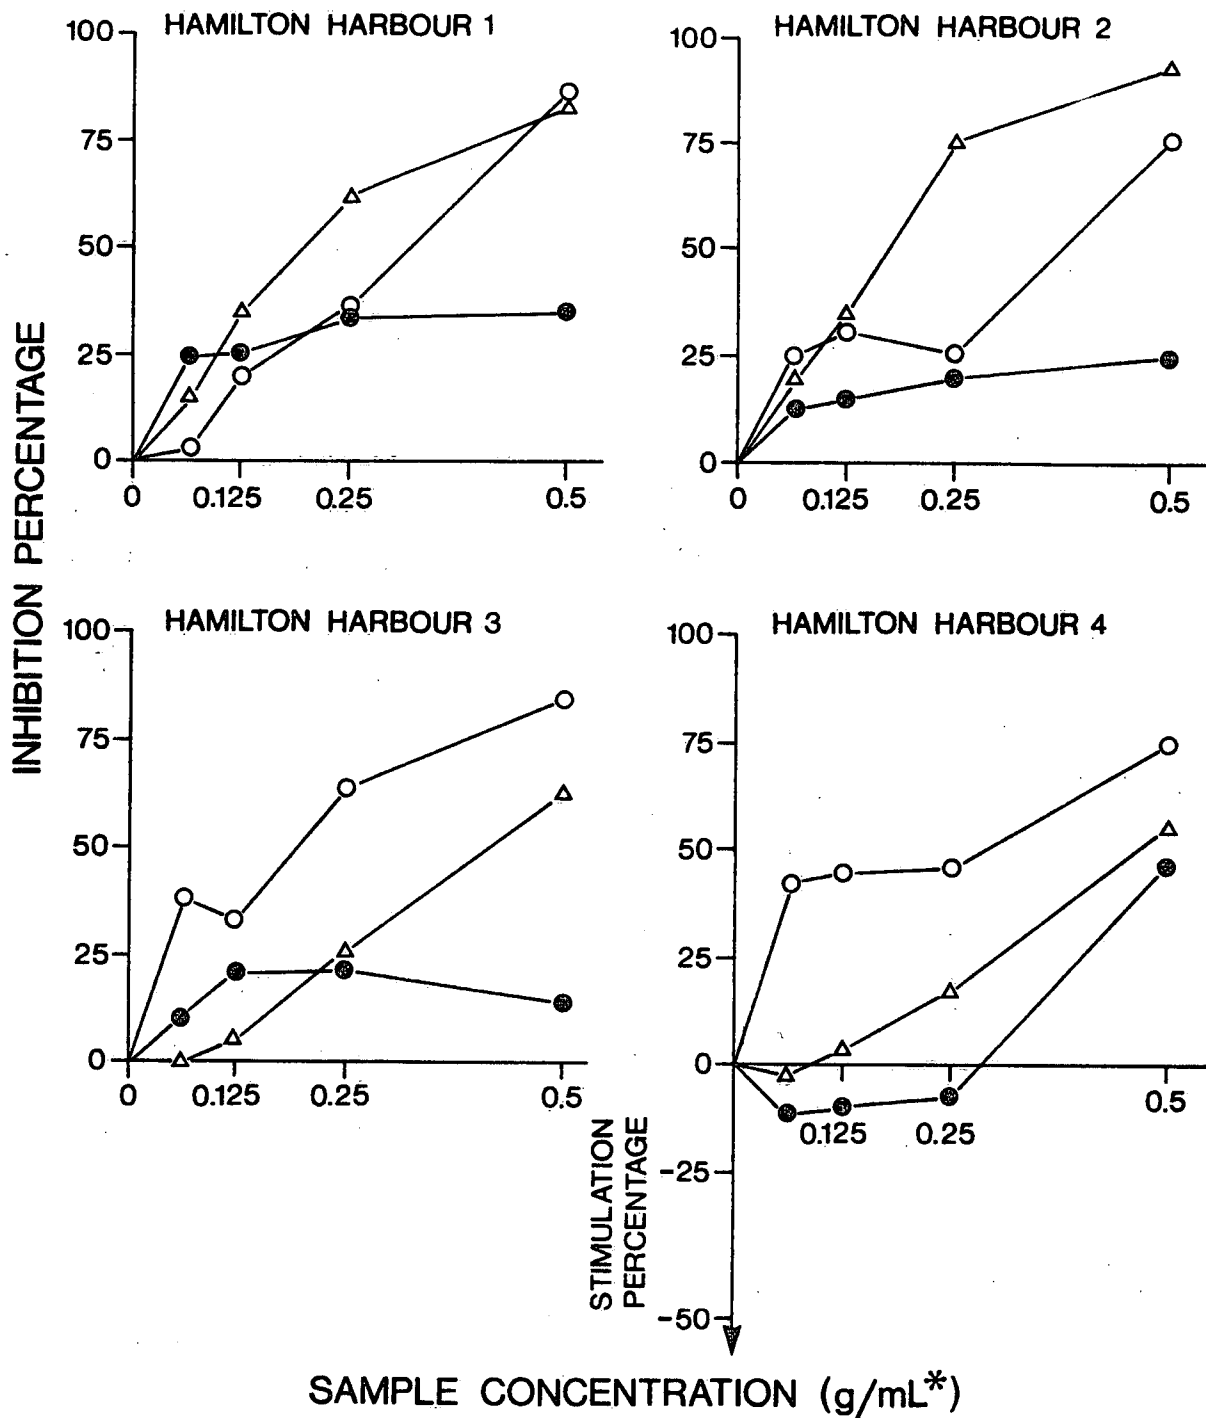 HAMILTON HARBOUR 1
100
75
50
25
0
0 0.125 0.25 0.5
HAMILTON HARBOUR 2
100
75
50
25
0
0 0.125 0.25 0.5
INHIBITION PERCENTAGE
HAMILTON HARBOUR 3
100
75
50
25
0
0 0.125 0.25 0.5
HAMILTON HARBOUR 4
100
75
50
25
0
0.125 0.25 0.5
-25
-50
STIMULATION
PERCENTAGE
SAMPLE CONCENTRATION (g/mL*)